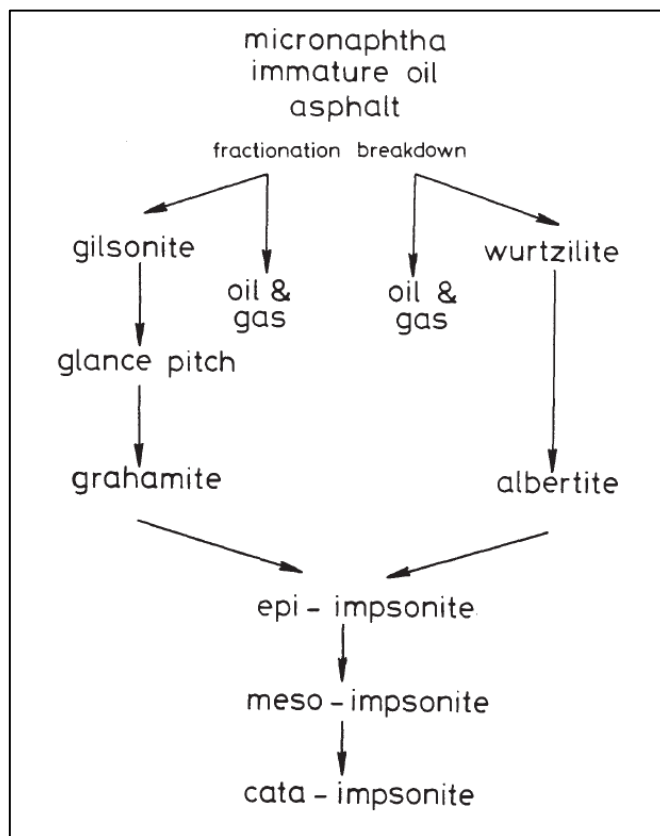 micronaphtha
immature oil
asphalt
fractionation breakdown
gilsonite
wurtzilite
oil &
gas
oil &
gas
glance pitch
grahamite
albertite
epi - impsonite
meso - impsonite
cata - impsonite